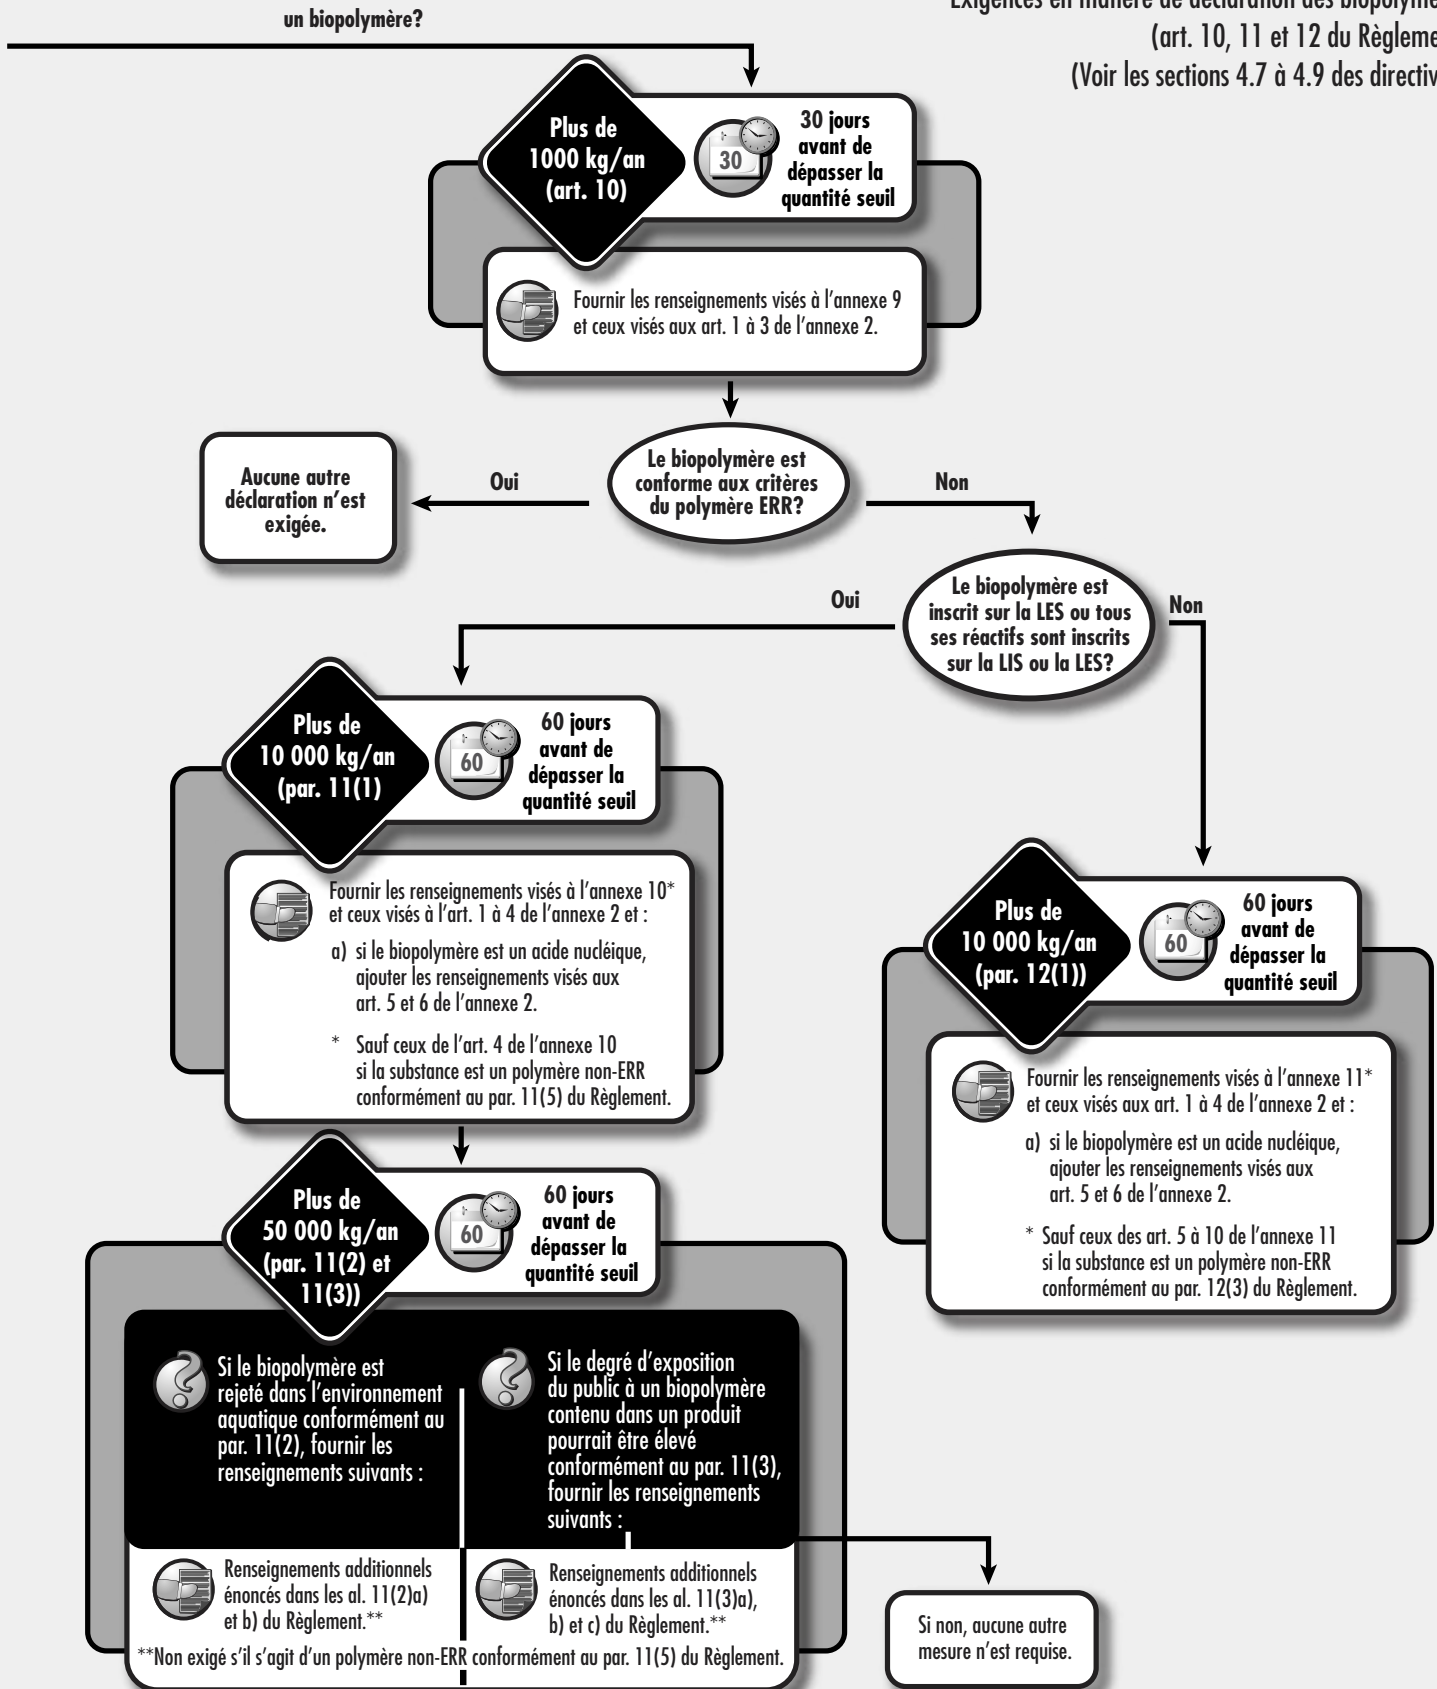 un biopolymère?
Exigences en matière de déclaration des biopolymè
(art. 10, 11 et 12 du Règleme
(Voir les sections 4.7 à 4.9 des directiv
Plus de
1000 kg/an
(art. 10)
30
30 jours
avant de
dépasser la
quantité seuil
Fournir les renseignements visés à l'annexe 9
et ceux visés aux art. 1 à 3 de l'annexe 2.
Le biopolymère est
conforme aux critères
du polymère ERR?
Oui
Non
Aucune autre
déclaration n'est
exigée.
Le biopolymère est
inscrit sur la LES ou tous
ses réactifs sont inscrits
sur la LIS ou la LES?
Oui
Non
Plus de
10 000 kg/an
(par. 11(1)
60
60 jours
avant de
dépasser la
quantité seuil
Fournir les renseignements visés à l'annexe 10*
et ceux visés à l'art. 1 à 4 de l'annexe 2 et :
a) si le biopolymère est un acide nucléique,
ajouter les renseignements visés aux
art. 5 et 6 de l'annexe 2.
* Sauf ceux de l'art. 4 de l'annexe 10
si la substance est un polymère non-ERR
conformément au par. 11(5) du Règlement.
Plus de
10 000 kg/an
(par. 12(1))
60
60 jours
avant de
dépasser la
quantité seuil
Fournir les renseignements visés à l'annexe 11*
et ceux visés aux art. 1 à 4 de l'annexe 2 et :
a) si le biopolymère est un acide nucléique,
ajouter les renseignements visés aux
art. 5 et 6 de l'annexe 2.
* Sauf ceux des art. 5 à 10 de l'annexe 11
si la substance est un polymère non-ERR
conformément au par. 12(3) du Règlement.
Plus de
50 000 kg/an
(par. 11(2) et
11(3))
60
60 jours
avant de
dépasser la
quantité seuil
Si le biopolymère est
rejeté dans l'environnement
aquatique conformément au
par. 11(2), fournir les
renseignements suivants :
Si le degré d'exposition
du public à un biopolymère
contenu dans un produit
pourrait être élevé
conformément au par. 11(3),
fournir les renseignements
suivants :
Renseignements additionnels
énoncés dans les al. 11(2)a)
et b) du Règlement.**
Renseignements additionnels
énoncés dans les al. 11(3)a),
b) et c) du Règlement.**
**Non exigé s'il s'agit d'un polymère non-ERR conformément au par. 11(5) du Règlement.
Si non, aucune autre
mesure n'est requise.